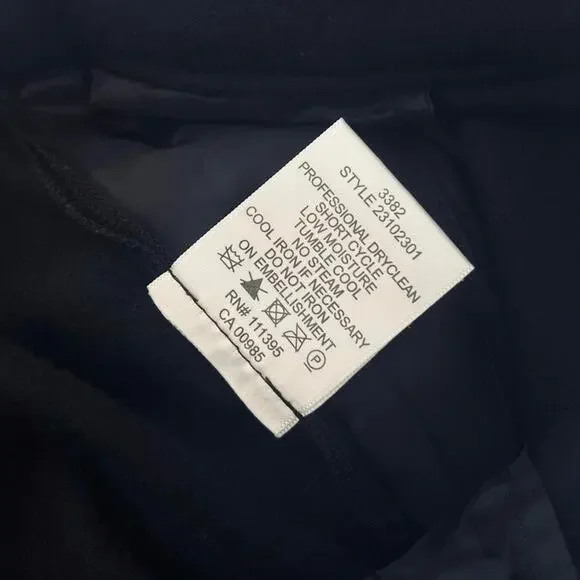 3382
STYLE 23102301
PROFESSIONAL DRYCLEAN
SHORT CYCLE
LOW MOISTURE
TUMBLE COOL
NO STEAM
COOL IRON IF NECESSARY
DO NOT IRON
ON EMBELLISHMENT
P
RN# 111395
CA 00985